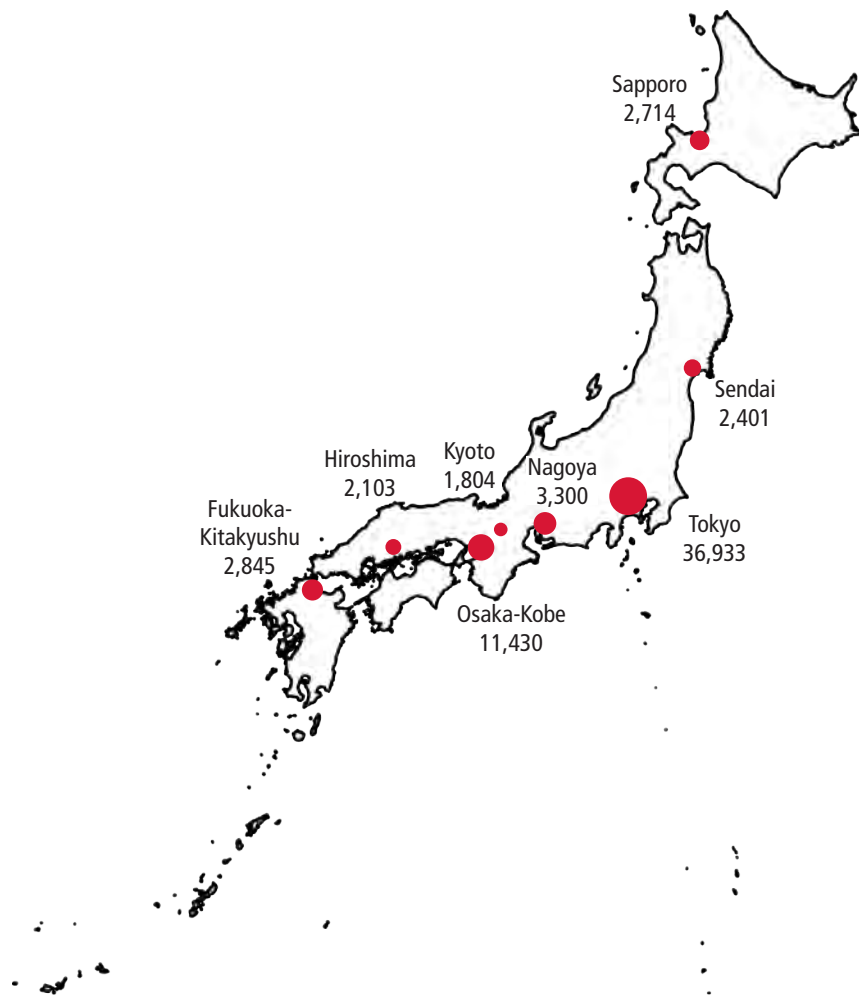 Sapporo
2,714
Sendai
2,401
Kyoto
1,804
Hiroshima
2,103
Nagoya
3,300
Fukuoka-
Kitakyushu
2,845
Tokyo
36,933
Osaka-Kobe
11,430